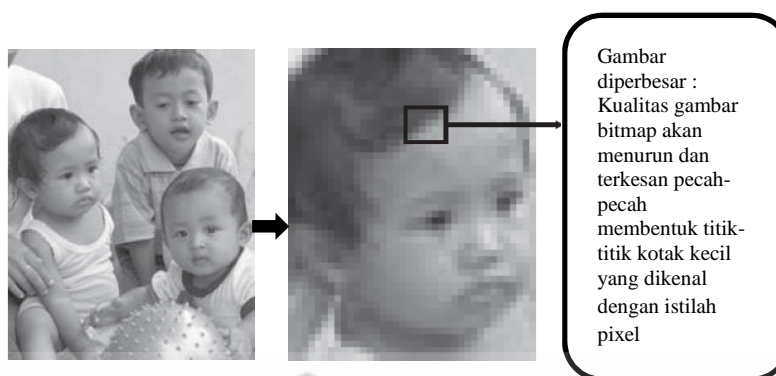 Gambar
diperbesar :
Kualitas gambar
bitmap akan
menurun dan
terkesan pecah-
pecah
membentuk titik-
titik kotak kecil
yang dikenal
dengan istilah
pixel